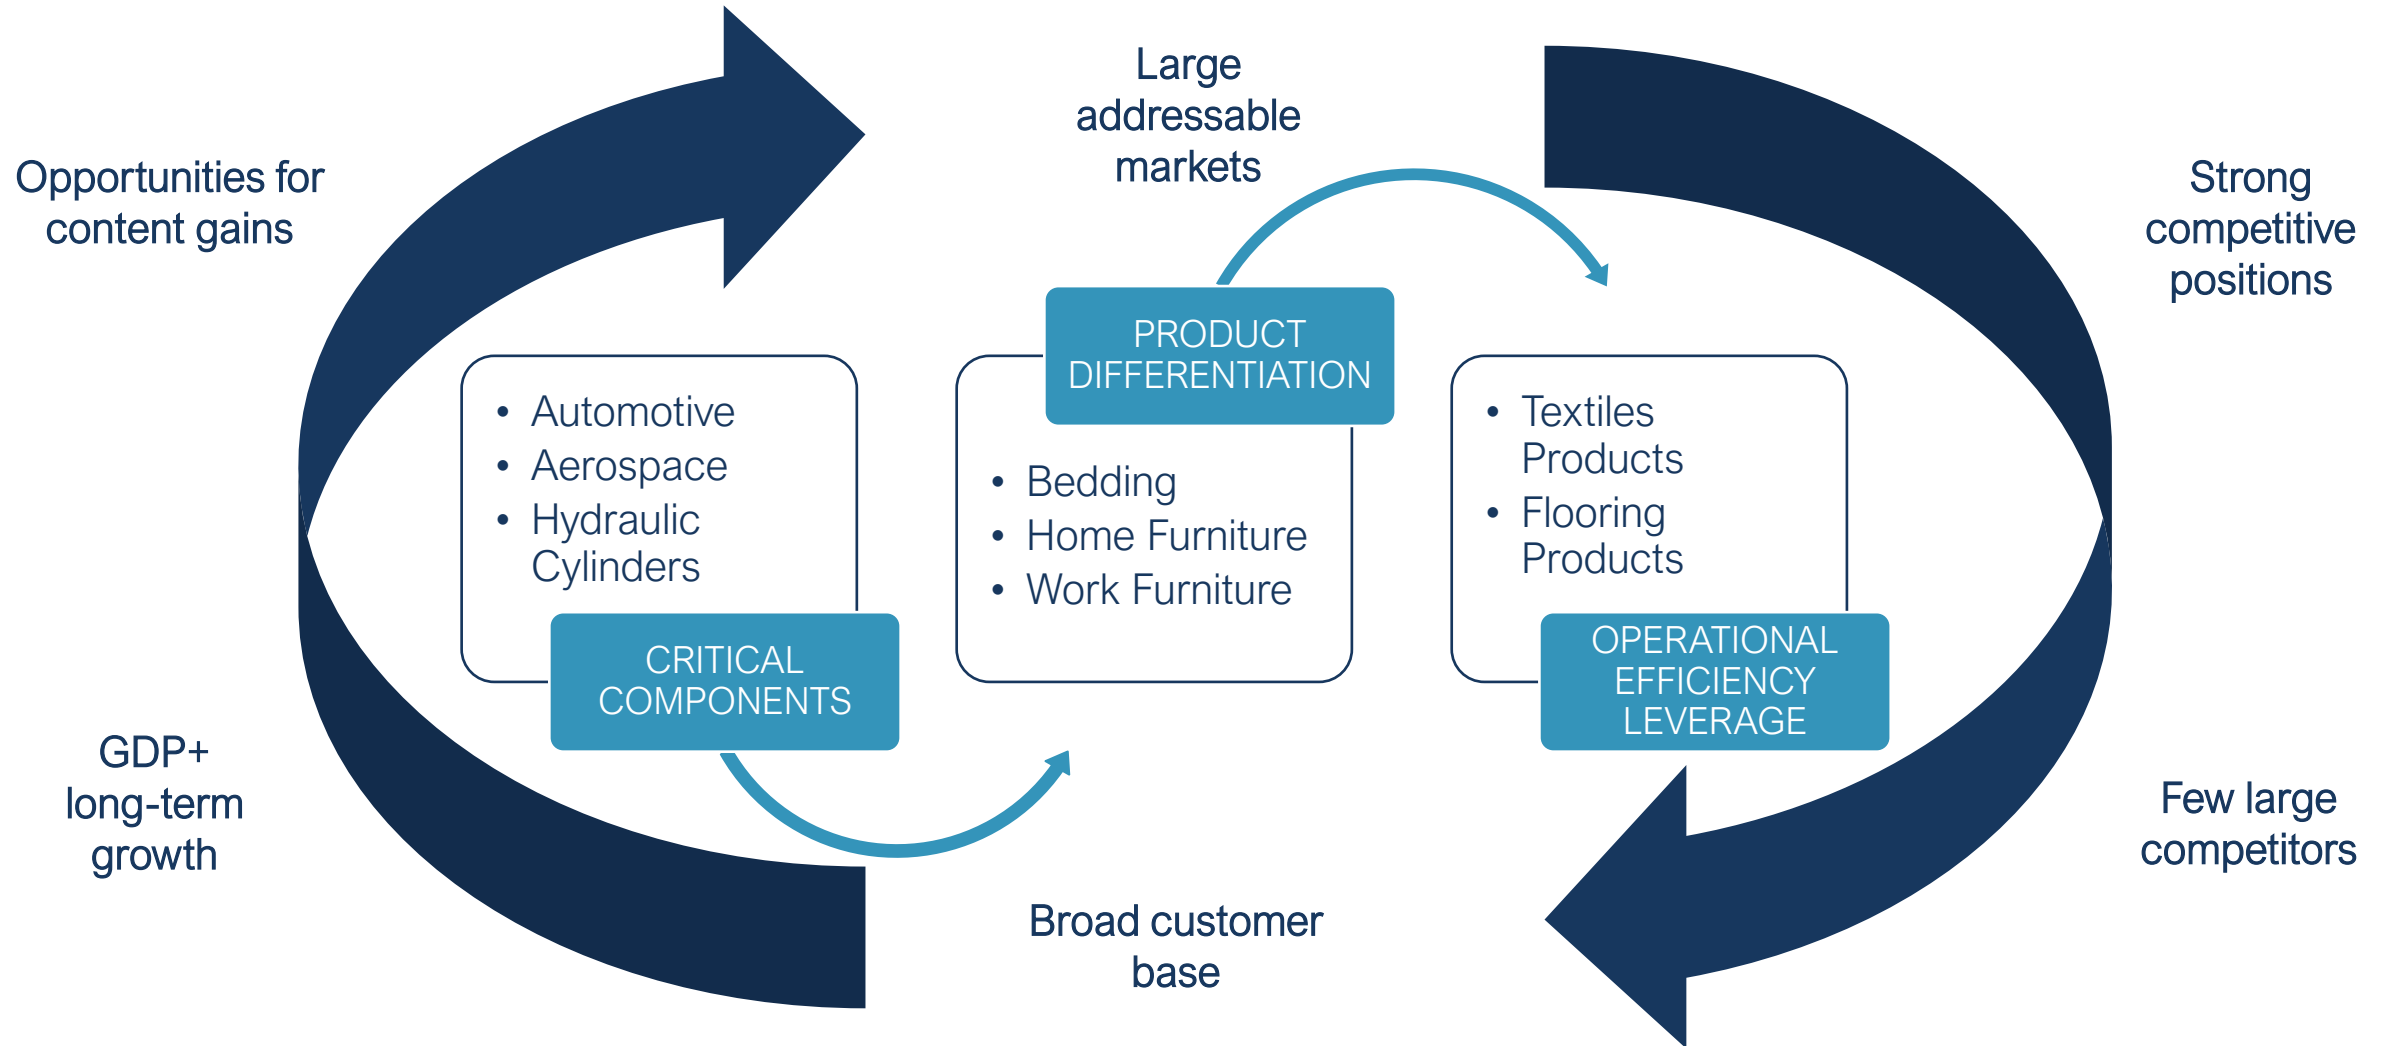 Large
addressable
markets
Opportunities for
content gains
Strong
competitive
positions
• Automotive
• Aerospace
• Hydraulic
Cylinders
CRITICAL
COMPONENTS
PRODUCT
DIFFERENTIATION
• Bedding
• Home Furniture
• Work Furniture
• Textiles
Products
• Flooring
Products
OPERATIONAL
EFFICIENCY
LEVERAGE
GDP+
long-term
growth
Broad customer
base
Few large
competitors